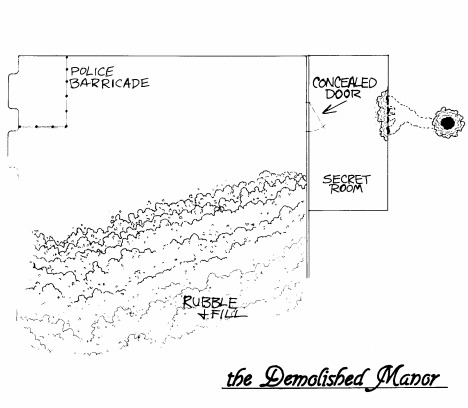 POLICE
BARRICADE
CONCEALED
DOOR
SECRET
ROOM
RUBBLE
+ FILL
the Demolished Manor